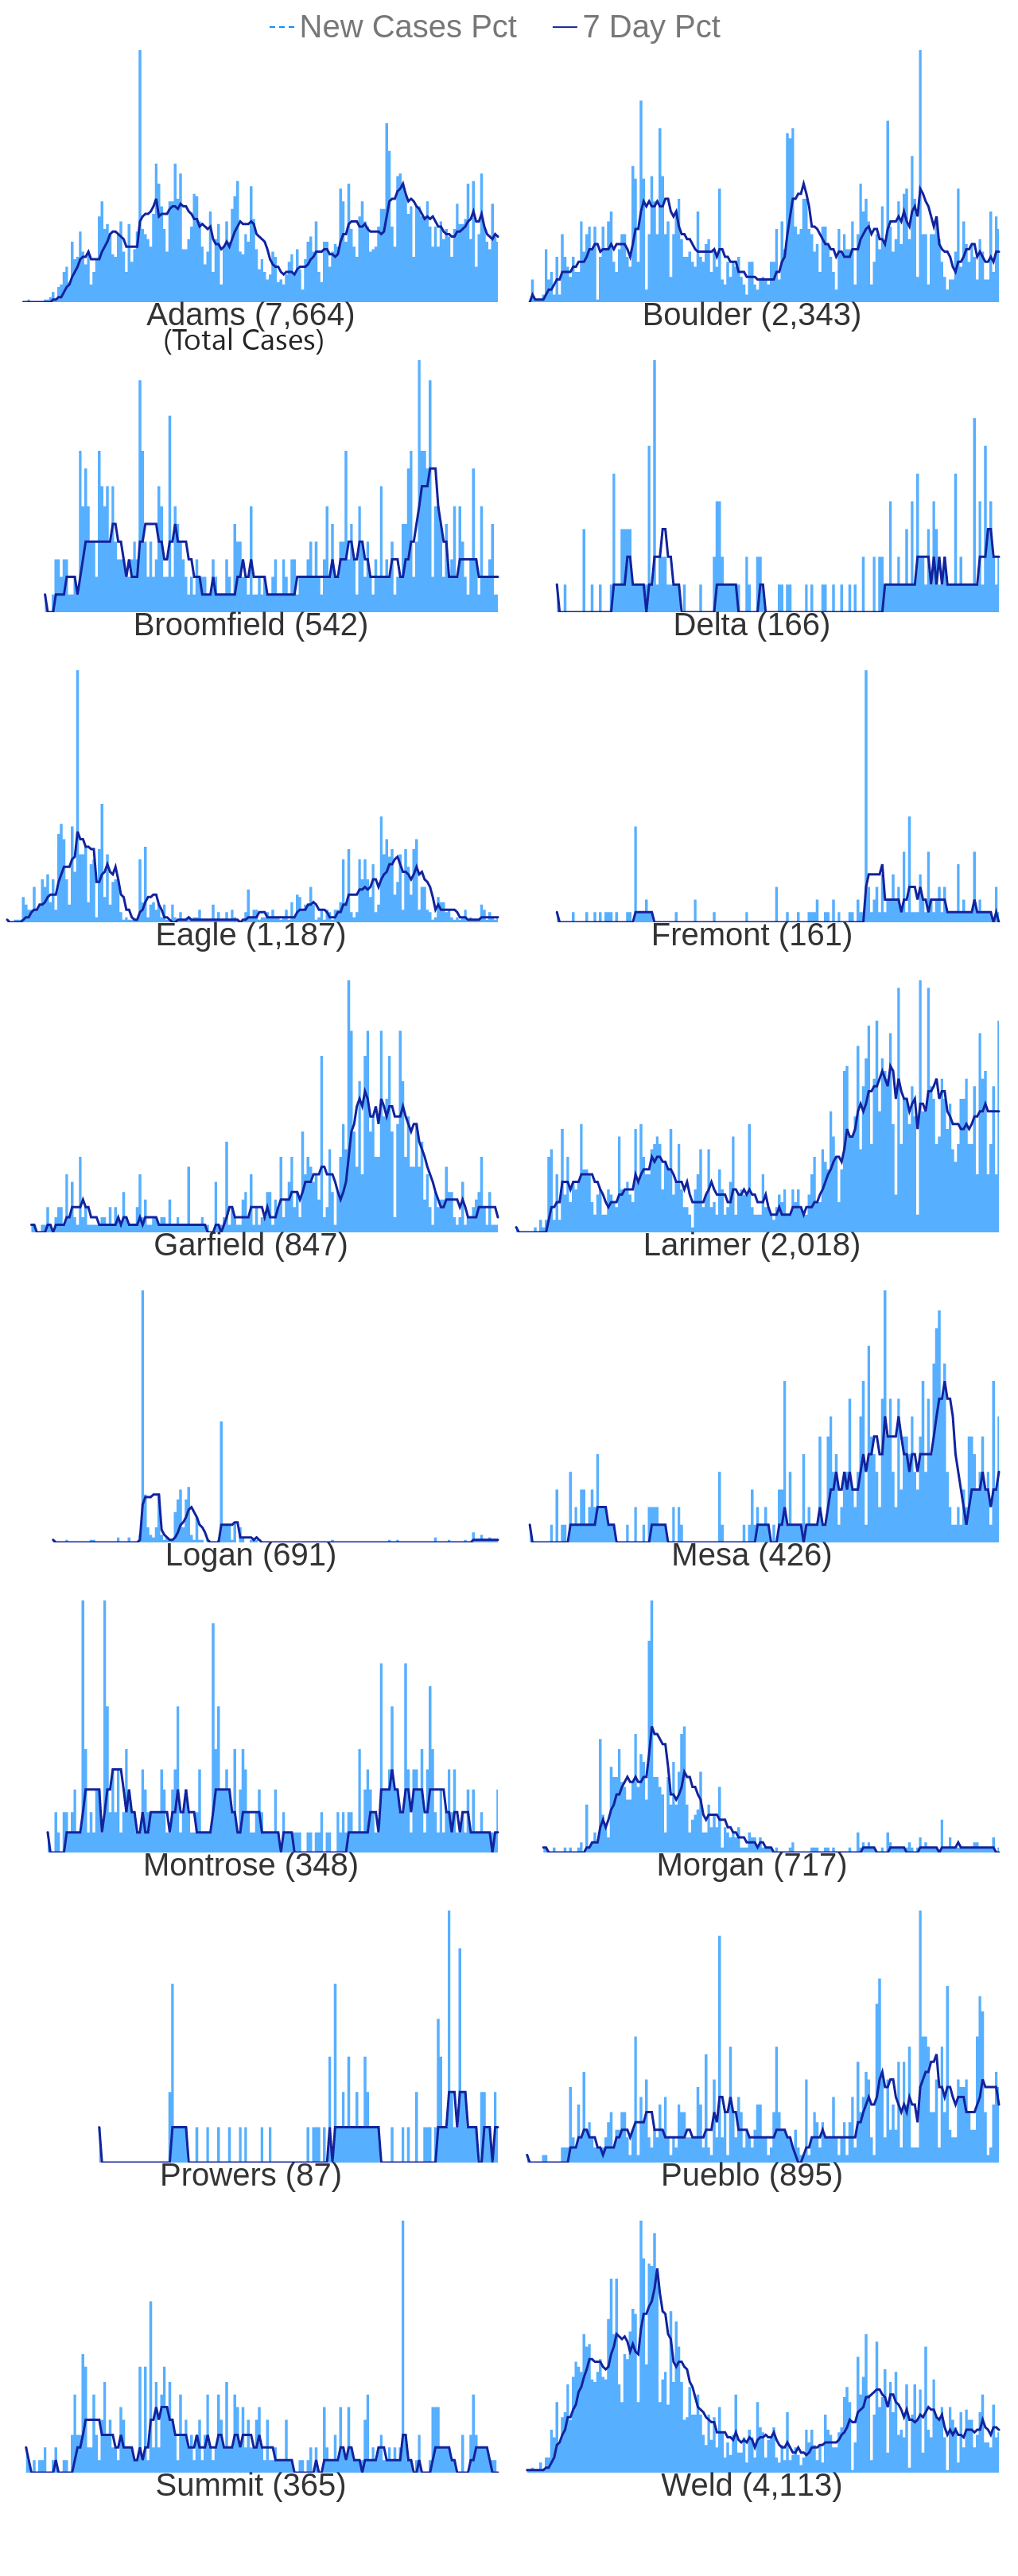 New Cases Pct 7 Day Pct
Adams (7,664) Boulder (2,343)
(Total Cases)
Broomfield (542) Delta (166)
Eagle (1,187) Fremont (161)
Garfield (847) Larimer (2,018)
Logan (691) Mesa (426)
Montrose (348) Morgan (717)
Prowers (87) Pueblo (895)
Summit (365) Weld (4,113)